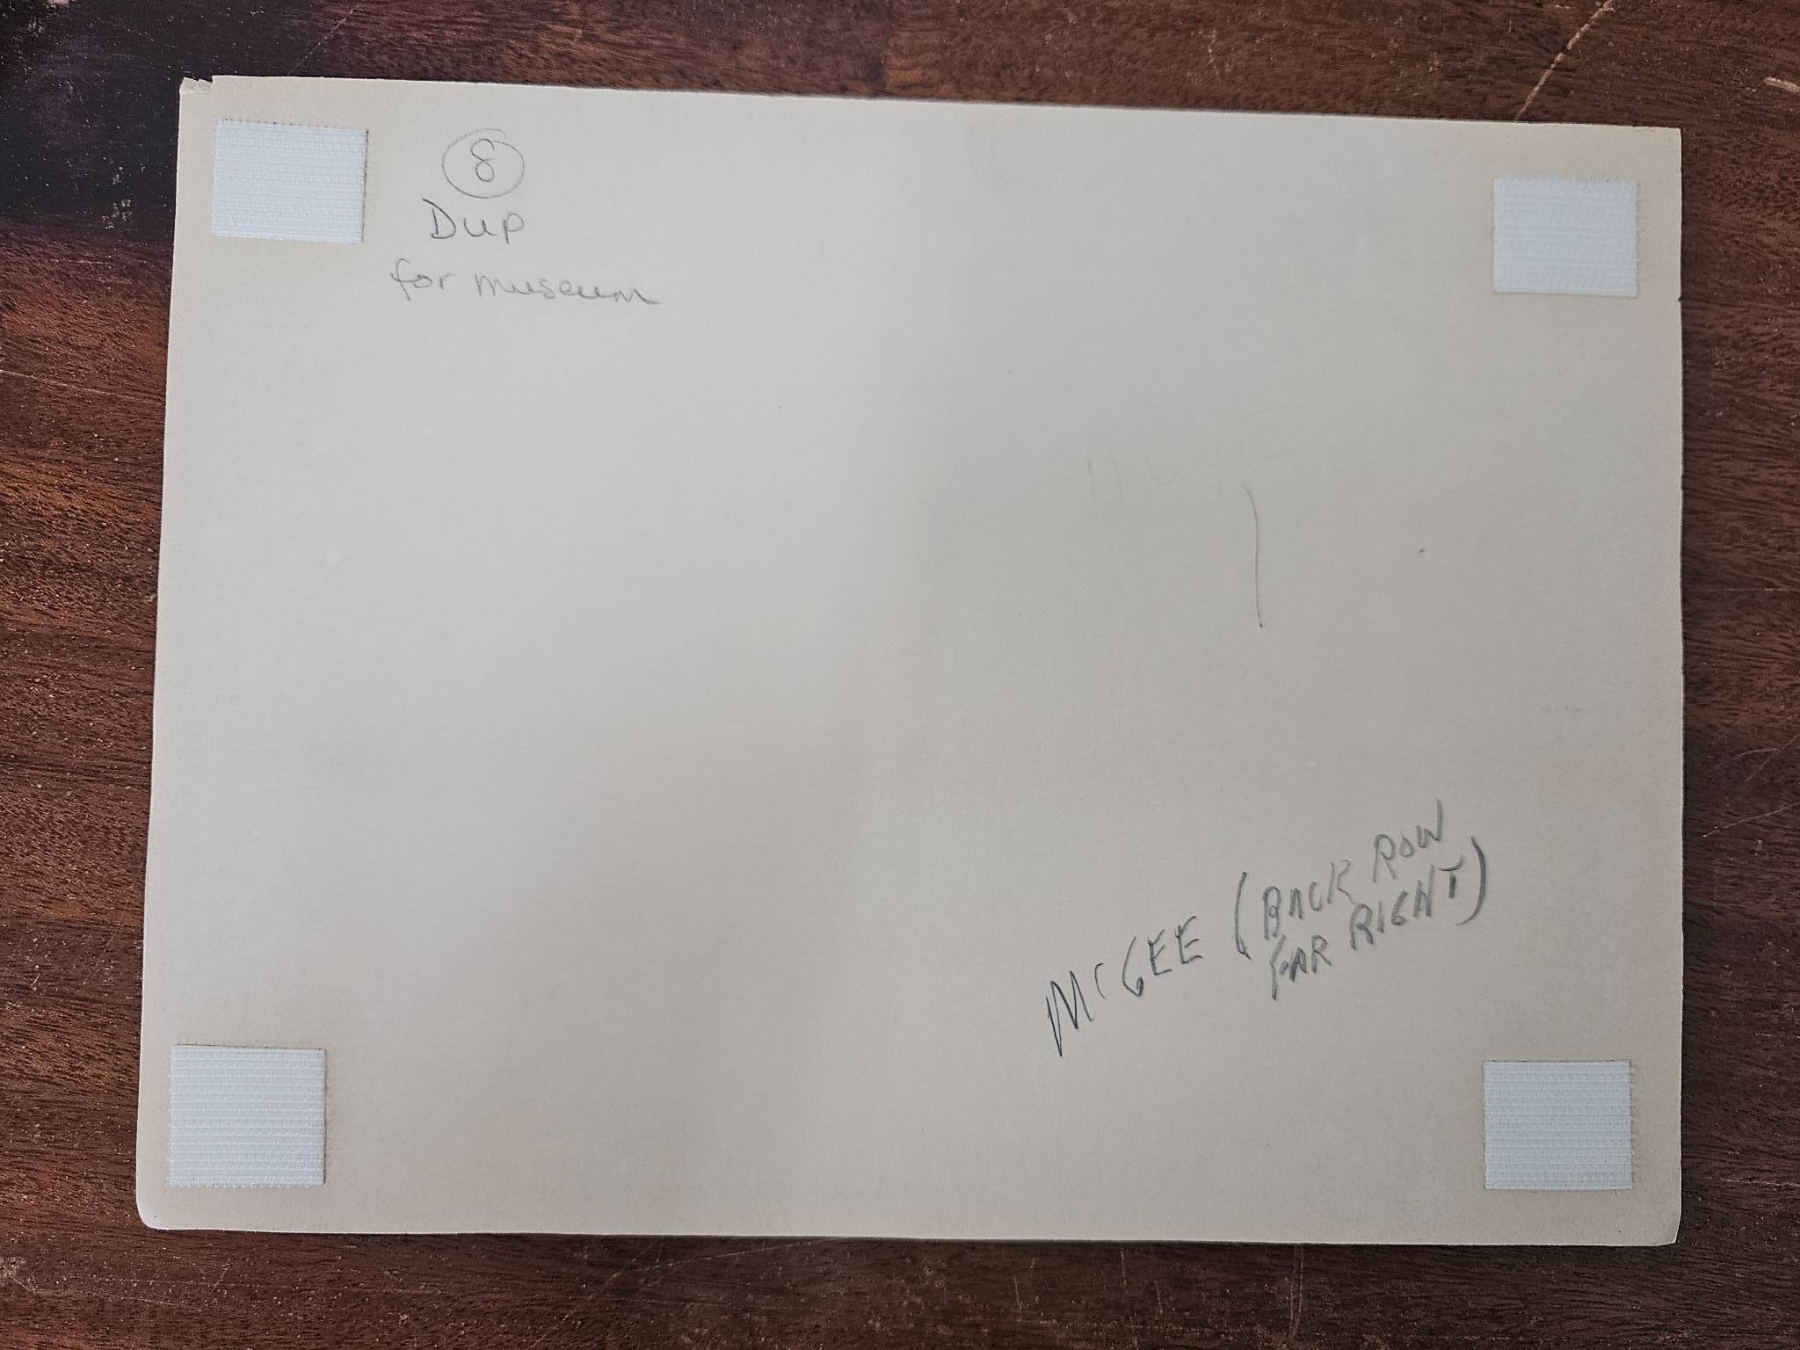 8
Dup
for museum
McGEE (BACK ROW
FAR RIGHT)